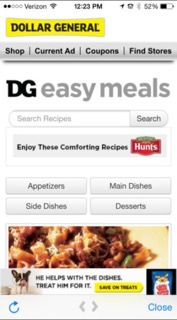 Verizon 12:23 PM 52%
DOLLAR GENERAL
Shop | Current Ad | Coupons | Find Stores
DG easy meals
Search Recipes Search
Enjoy These Comforting Recipes Hunt's
Appetizers Main Dishes
Side Dishes Desserts
HE HELPS WITH THE DISHES.
TREAT HIM FOR IT. SAVE ON TREATS
Close